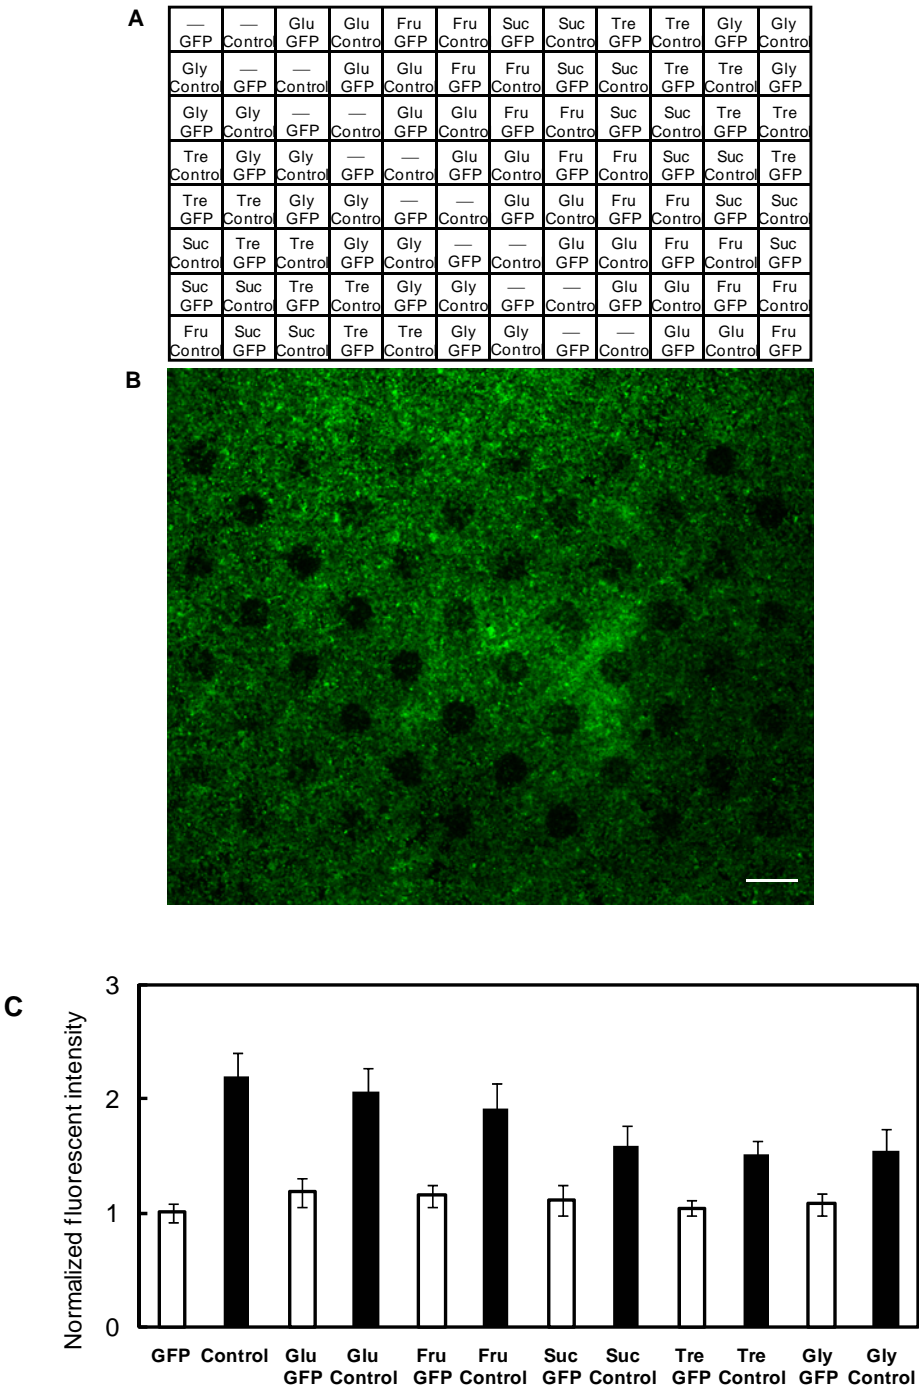 A
— — Glu Glu Fru Fru Suc Suc Tre Tre Gly Gly
GFP Control GFP Control GFP Control GFP Control GFP Control GFP Control
Gly — — Glu Glu Fru Fru Suc Suc Tre Tre Gly
Control GFP Control GFP Control GFP Control GFP Control GFP Control GFP
Gly Gly — — Glu Glu Fru Fru Suc Suc Tre Tre
GFP Control GFP Control GFP Control GFP Control GFP Control GFP Control
Tre Gly Gly — — Glu Glu Fru Fru Suc Suc Tre
Control GFP Control GFP Control GFP Control GFP Control GFP Control GFP
Tre Tre Gly Gly — — Glu Glu Fru Fru Suc Suc
GFP Control GFP Control GFP Control GFP Control GFP Control GFP Control
Suc Tre Tre Gly Gly — — Glu Glu Fru Fru Suc
Control GFP Control GFP Control GFP Control GFP Control GFP Control GFP
Suc Suc Tre Tre Gly Gly — — Glu Glu Fru Fru
GFP Control GFP Control GFP Control GFP Control GFP Control GFP Control
Fru Suc Suc Tre Tre Gly Gly — — Glu Glu Fru
Control GFP Control GFP Control GFP Control GFP Control GFP Control GFP
B
C
Normalized fluorescent intensity
3
2
1
0
GFP Control Glu Glu Fru Fru Suc Suc Tre Tre Gly Gly
GFP Control GFP Control GFP Control GFP Control GFP Control